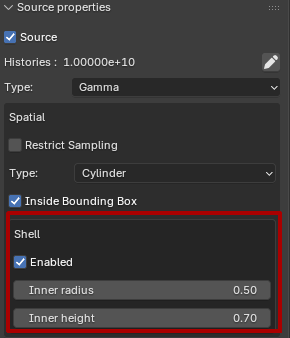 Source properties
Source
Histories : 1.00000e+10
Type: Gamma
Spatial
Restrict Sampling
Type: Cylinder
Inside Bounding Box
Shell
Enabled
Inner radius 0.50
Inner height 0.70